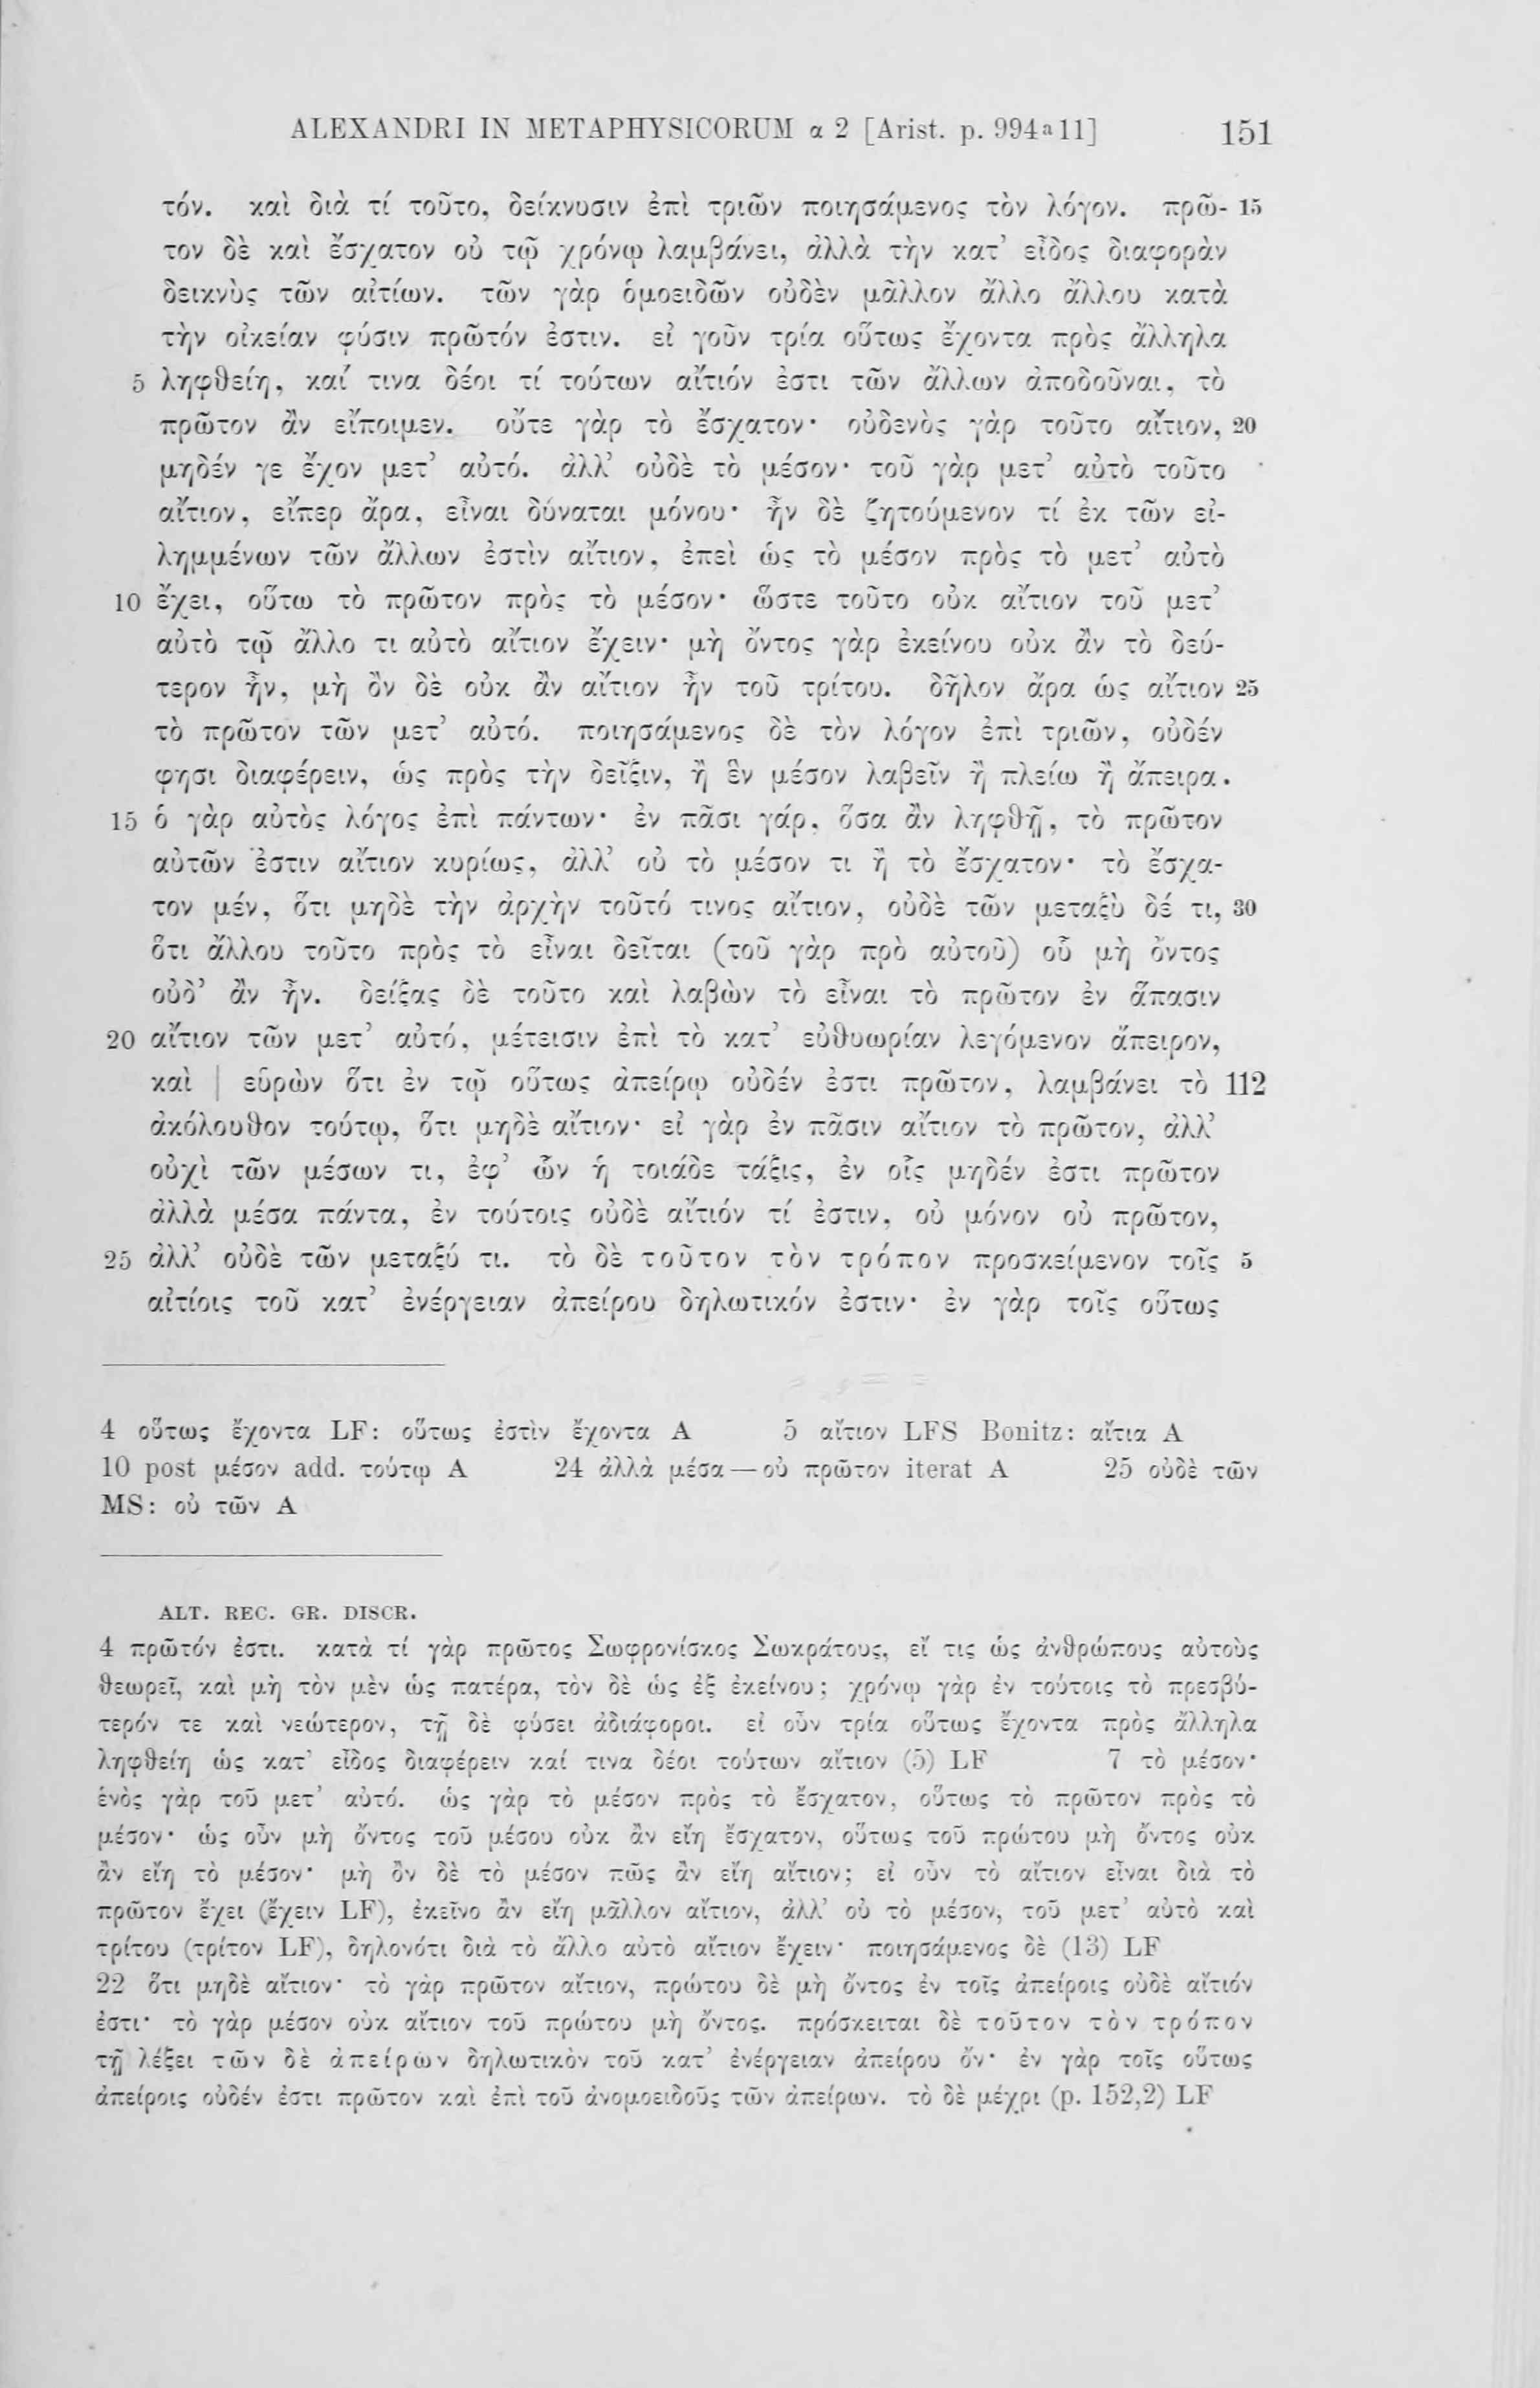 ALEXANDRI IN METAPHYSICORUM α 2 [Arist. p. 994ᵃ11] 151
τόν. καὶ διὰ τί τοῦτο, δείκνυσιν ἐπὶ τριῶν ποιησάμενος τὸν λόγον. πρῶ- 15
τον δὲ καὶ ἔσχατον οὐ τῷ χρόνῳ λαμβάνει, ἀλλὰ τὴν κατ’ εἶδος διαφορὰν
δεικνὺς τῶν αἰτίων. τῶν γὰρ ὁμοειδῶν οὐδὲν μᾶλλον ἄλλο ἄλλου κατὰ
τὴν οἰκείαν φύσιν πρῶτόν ἐστιν. εἰ γοῦν τρία οὕτως ἔχοντα πρὸς ἄλληλα
5 ληφθείη, καί τινα δέοι τί τούτων αἴτιόν ἐστι τῶν ἄλλων ἀποδοῦναι, τὸ
πρῶτον ἂν εἴποιμεν. οὔτε γὰρ τὸ ἔσχατον· οὐδενὸς γὰρ τοῦτο αἴτιον, 20
μηδέν γε ἔχον μετ’ αὐτό. ἀλλ’ οὐδὲ τὸ μέσον· τοῦ γὰρ μετ’ αὐτὸ τοῦτο
αἴτιον, εἴπερ ἄρα, εἶναι δύναται μόνου· ἦν δὲ ζητούμενον τί ἐκ τῶν εἰ-
λημμένων τῶν ἄλλων ἐστὶν αἴτιον, ἐπεὶ ὡς τὸ μέσον πρὸς τὸ μετ’ αὐτὸ
10 ἔχει, οὕτω τὸ πρῶτον πρὸς τὸ μέσον· ὥστε τοῦτο οὐκ αἴτιον τοῦ μετ’
αὐτὸ τῷ ἄλλο τι αὐτὸ αἴτιον ἔχειν· μὴ ὄντος γὰρ ἐκείνου οὐκ ἂν τὸ δεύ-
τερον ἦν, μὴ ὂν δὲ οὐκ ἂν αἴτιον ἦν τοῦ τρίτου. δῆλον ἄρα ὡς αἴτιον 25
τὸ πρῶτον τῶν μετ’ αὐτό. ποιησάμενος δὲ τὸν λόγον ἐπὶ τριῶν, οὐδέν
φησι διαφέρειν, ὡς πρὸς τὴν δεῖξιν, ἢ ἓν μέσον λαβεῖν ἢ πλείω ἢ ἄπειρα.
15 ὁ γὰρ αὐτὸς λόγος ἐπὶ πάντων· ἐν πᾶσι γάρ, ὅσα ἂν ληφθῇ, τὸ πρῶτον
αὐτῶν ἐστιν αἴτιον κυρίως, ἀλλ’ οὐ τὸ μέσον τι ἢ τὸ ἔσχατον· τὸ ἔσχα-
τον μέν, ὅτι μηδὲ τὴν ἀρχὴν τοῦτό τινος αἴτιον, οὐδὲ τῶν μεταξὺ δέ τι, 30
ὅτι ἄλλου τοῦτο πρὸς τὸ εἶναι δεῖται (τοῦ γὰρ πρὸ αὐτοῦ) οὗ μὴ ὄντος
οὐδ’ ἂν ἦν. δείξας δὲ τοῦτο καὶ λαβὼν τὸ εἶναι τὸ πρῶτον ἐν ἅπασιν
20 αἴτιον τῶν μετ’ αὐτό, μέτεισιν ἐπὶ τὸ κατ’ εὐθυωρίαν λεγόμενον ἄπειρον,
καὶ | εὑρὼν ὅτι ἐν τῷ οὕτως ἀπείρῳ οὐδέν ἐστι πρῶτον, λαμβάνει τὸ 112
ἀκόλουθον τούτῳ, ὅτι μηδὲ αἴτιον· εἰ γὰρ ἐν πᾶσιν αἴτιον τὸ πρῶτον, ἀλλ’
οὐχὶ τῶν μέσων τι, ἐφ’ ὧν ἡ τοιάδε τάξις, ἐν οἷς μηδέν ἐστι πρῶτον
ἀλλὰ μέσα πάντα, ἐν τούτοις οὐδὲ αἴτιόν τί ἐστιν, οὐ μόνον οὐ πρῶτον,
25 ἀλλ’ οὐδὲ τῶν μεταξύ τι. τὸ δὲ τοῦτον τὸν τρόπον προσκείμενον τοῖς 5
αἰτίοις τοῦ κατ’ ἐνέργειαν ἀπείρου δηλωτικόν ἐστιν· ἐν γὰρ τοῖς οὕτως
4 οὕτως ἔχοντα LF: οὕτως ἐστὶν ἔχοντα A 5 αἴτιον LFS Bonitz: αἴτια A
10 post μέσον add. τούτῳ A 24 ἀλλὰ μέσα — οὐ πρῶτον iterat A 25 οὐδὲ τῶν
MS: οὐ τῶν A
ALT. REC. GR. DISCR.
4 πρῶτόν ἐστι. κατὰ τί γὰρ πρῶτος Σωφρονίσκος Σωκράτους, εἴ τις ὡς ἀνθρώπους αὐτοὺς
θεωρεῖ, καὶ μὴ τὸν μὲν ὡς πατέρα, τὸν δὲ ὡς ἐξ ἐκείνου; χρόνῳ γὰρ ἐν τούτοις τὸ πρεσβύ-
τερόν τε καὶ νεώτερον, τῇ δὲ φύσει ἀδιάφοροι. εἰ οὖν τρία οὕτως ἔχοντα πρὸς ἄλληλα
ληφθείη ὡς κατ’ εἶδος διαφέρειν καί τινα δέοι τούτων αἴτιον (5) LF 7 τὸ μέσον·
ἑνὸς γὰρ τοῦ μετ’ αὐτό. ὡς γὰρ τὸ μέσον πρὸς τὸ ἔσχατον, οὕτως τὸ πρῶτον πρὸς τὸ
μέσον· ὡς οὖν μὴ ὄντος τοῦ μέσου οὐκ ἂν εἴη ἔσχατον, οὕτως τοῦ πρώτου μὴ ὄντος οὐκ
ἂν εἴη τὸ μέσον· μὴ ὂν δὲ τὸ μέσον πῶς ἂν εἴη αἴτιον; εἰ οὖν τὸ αἴτιον εἶναι διὰ τὸ
πρῶτον ἔχει (ἔχειν LF), ἐκεῖνο ἂν εἴη μᾶλλον αἴτιον, ἀλλ’ οὐ τὸ μέσον, τοῦ μετ’ αὐτὸ καὶ
τρίτου (τρίτον LF), δηλονότι διὰ τὸ ἄλλο αὐτὸ αἴτιον ἔχειν· ποιησάμενος δὲ (13) LF
22 ὅτι μηδὲ αἴτιον· τὸ γὰρ πρῶτον αἴτιον, πρώτου δὲ μὴ ὄντος ἐν τοῖς ἀπείροις οὐδὲ αἴτιόν
ἐστι· τὸ γὰρ μέσον οὐκ αἴτιον τοῦ πρώτου μὴ ὄντος. πρόσκειται δὲ τοῦτον τὸν τρόπον
τῇ λέξει τῶν δὲ ἀπείρων δηλωτικὸν τοῦ κατ’ ἐνέργειαν ἀπείρου ὄν· ἐν γὰρ τοῖς οὕτως
ἀπείροις οὐδέν ἐστι πρῶτον καὶ ἐπὶ τοῦ ἀνομοειδοῦς τῶν ἀπείρων. τὸ δὲ μέχρι (p. 152,2) LF